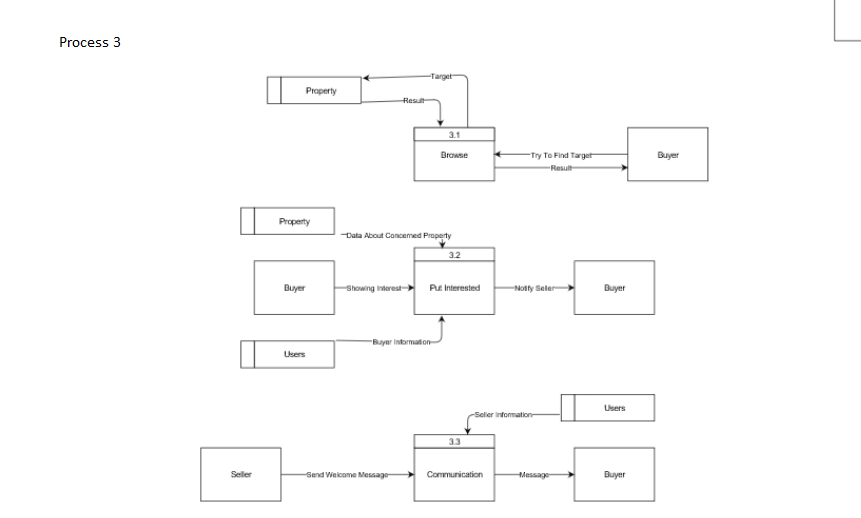 Process 3
Target
Property
Result
3.1
Browse
Try To Find Target
Buyer
Result
Property
Data About Concerned Property
3.2
Buyer
Showing Interest
Put Interested
Notify Seller
Buyer
Buyer Information
Users
Users
Seller Information
3.3
Seller
Send Welcome Message
Communication
Message
Buyer